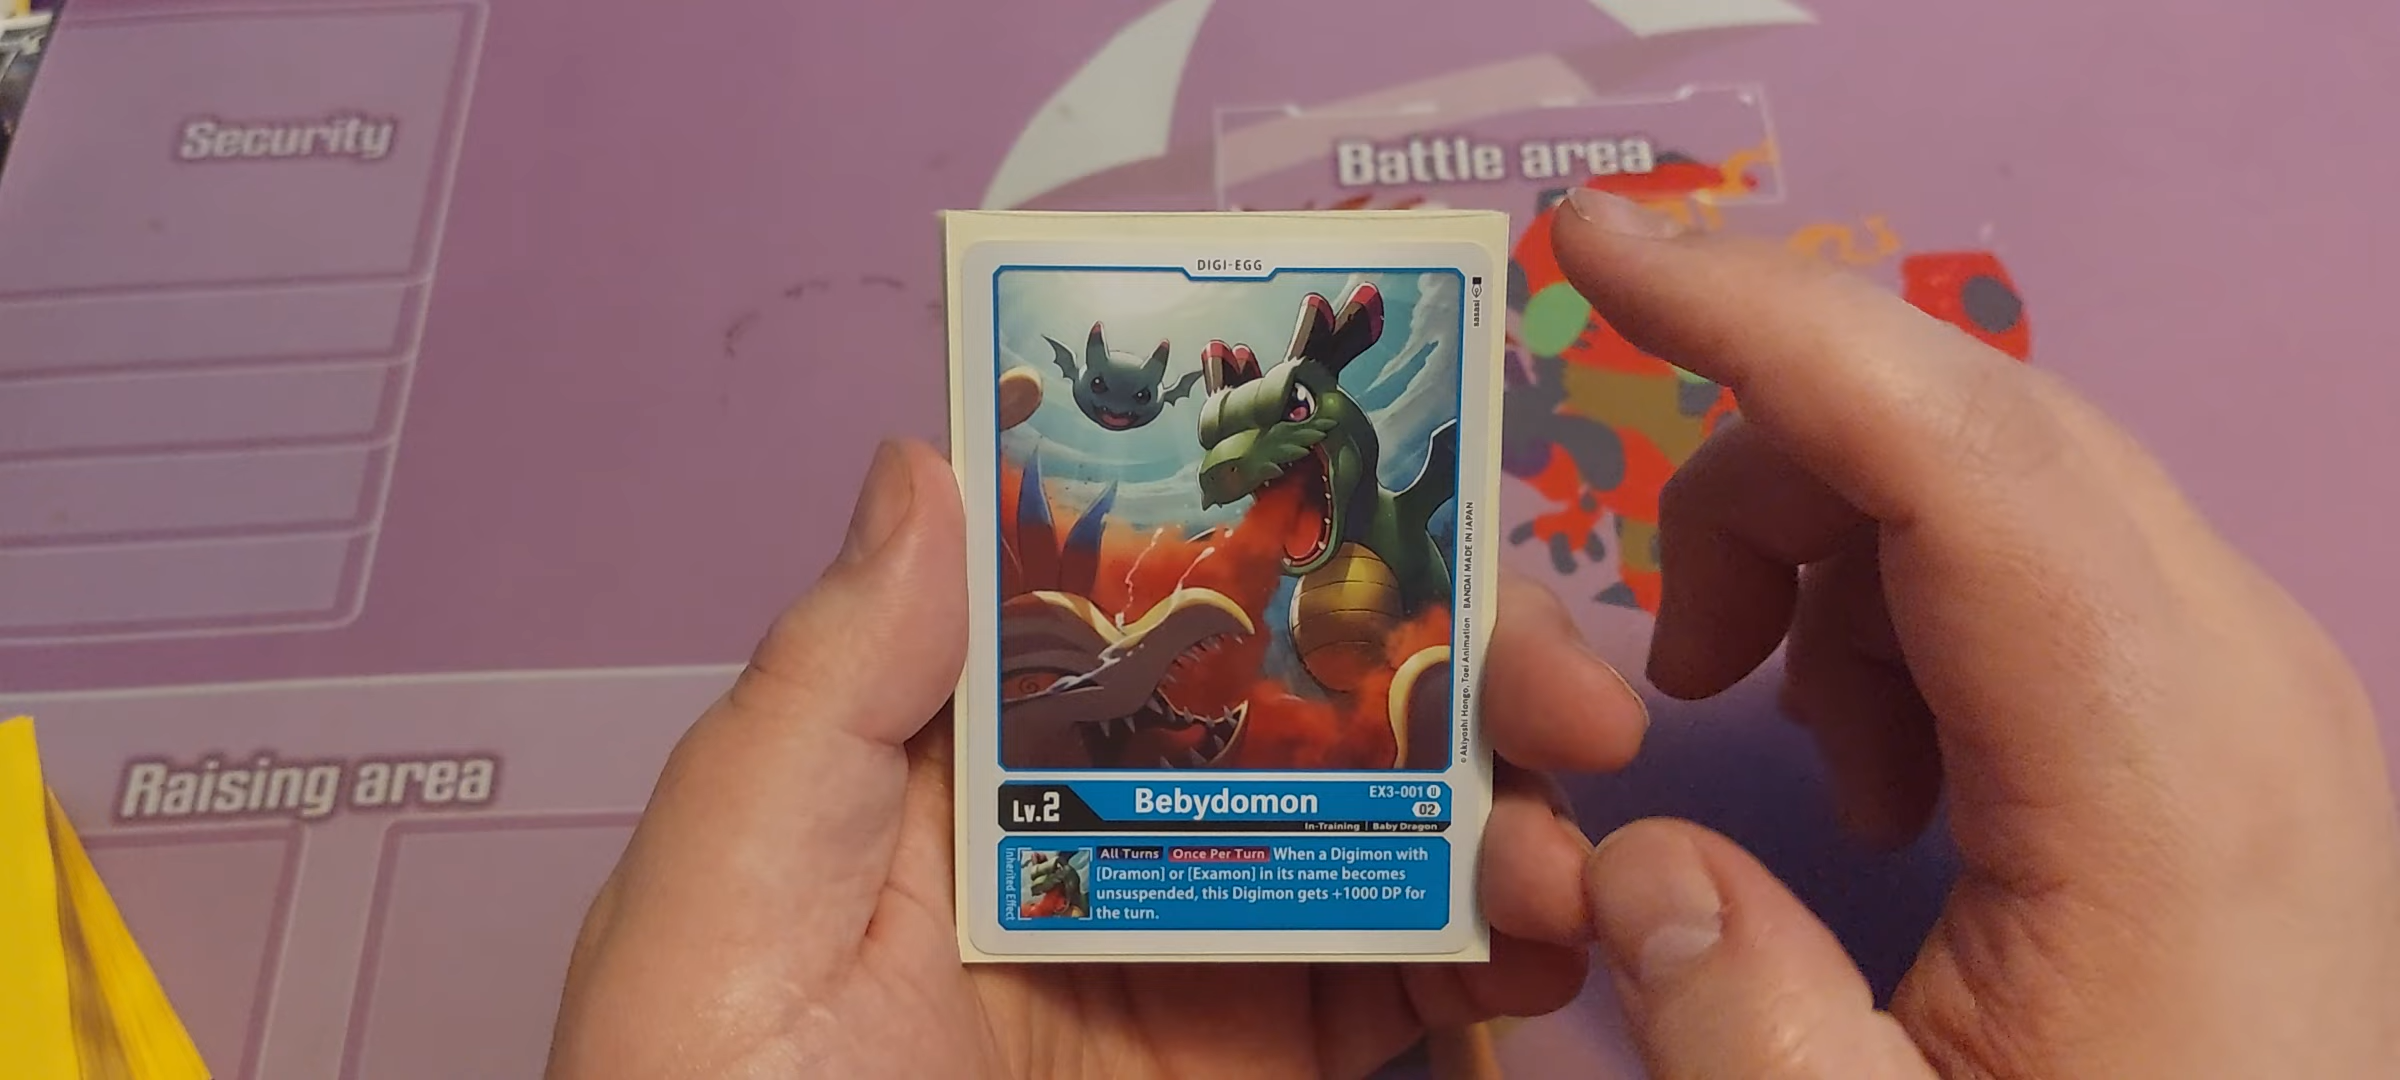 Security
Battle area
Raising area
DIGI-EGG
sasasi
© Akiyoshi Hongo, Toei Animation BANDAI MADE IN JAPAN
Lv.2
Bebydomon
EX3-001 U
02
In-Training | Baby Dragon
Inherited Effect
All Turns Once Per Turn When a Digimon with
[Dramon] or [Examon] in its name becomes
unsuspended, this Digimon gets +1000 DP for
the turn.